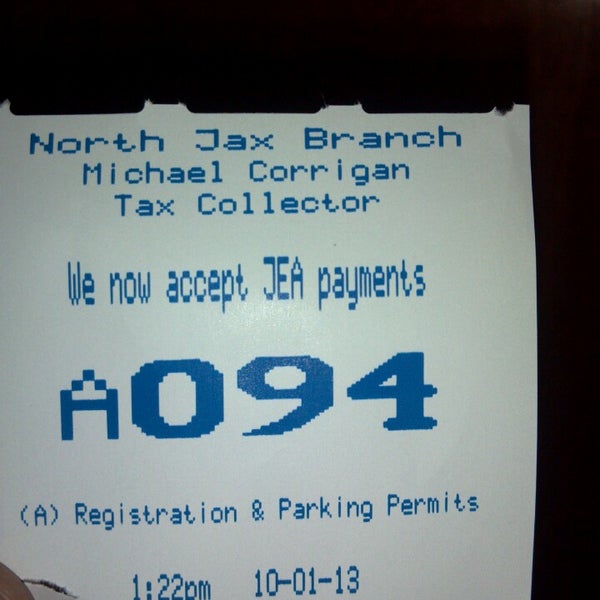 North Jax Branch
Michael Corrigan
Tax Collector
We now accept JEA payments
A094
(A) Registration & Parking Permits
1:22pm 10-01-13